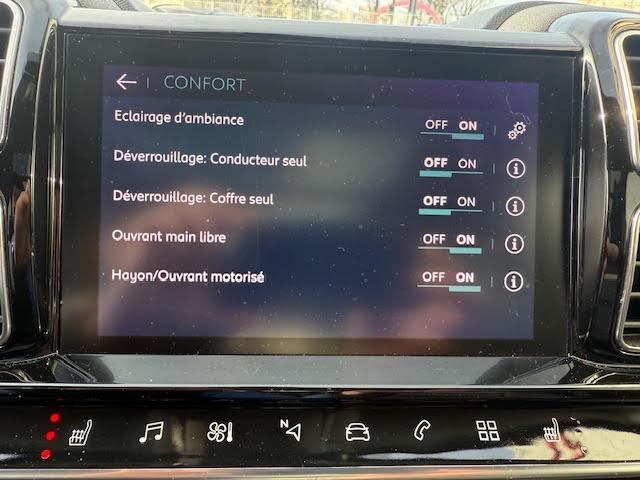 ← | CONFORT
Eclairage d'ambiance OFF ON
Déverrouillage: Conducteur seul OFF ON
Déverrouillage: Coffre seul OFF ON
Ouvrant main libre OFF ON
Hayon/Ouvrant motorisé OFF ON
N